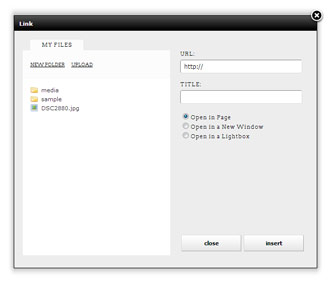 Link
MY FILES
NEW FOLDER UPLOAD
media
sample
DSC2880.jpg
URL:
http://
TITLE:
Open in Page
Open in a New Window
Open in a Lightbox
close insert